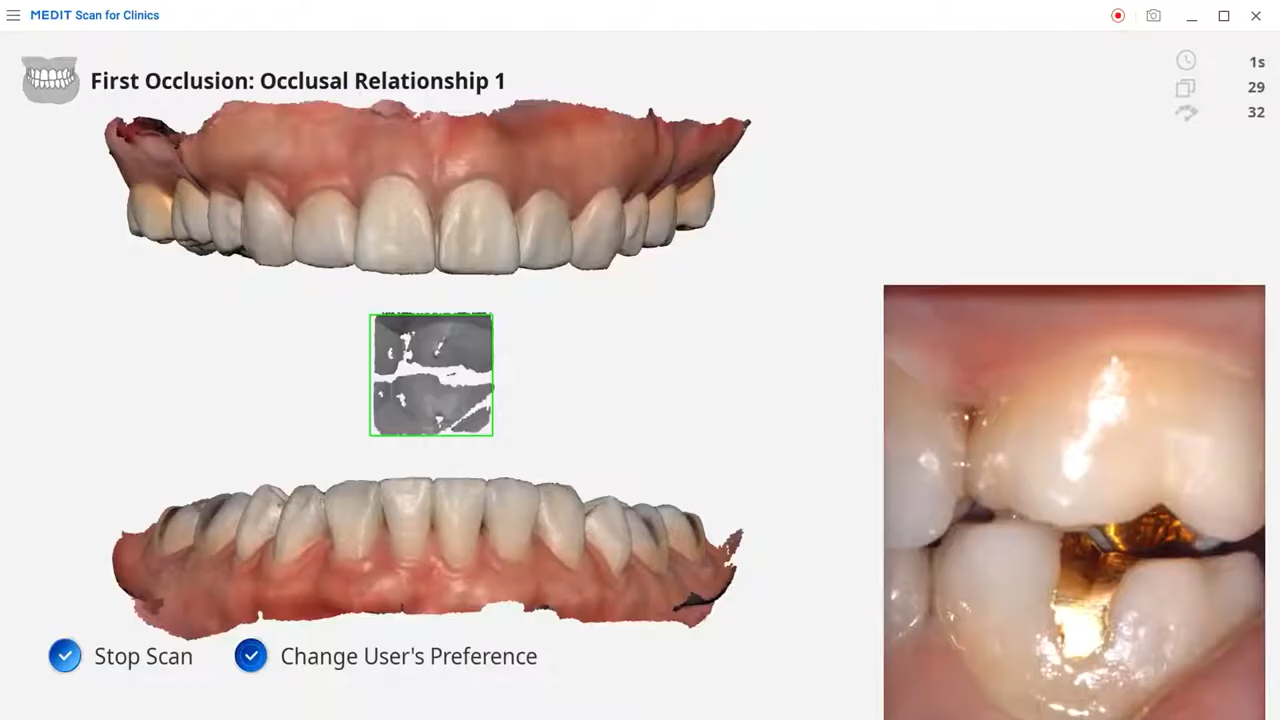 MEDIT Scan for Clinics
First Occlusion: Occlusal Relationship 1
1s
29
32
Stop Scan
Change User's Preference